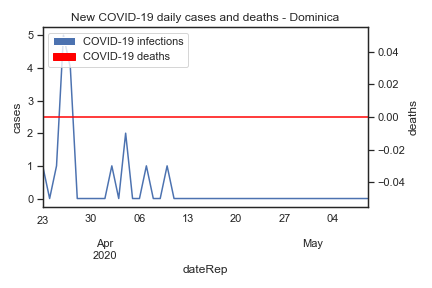 New COVID-19 daily cases and deaths - Dominica
COVID-19 infections
COVID-19 deaths
5
4
3
2
1
0
cases
0.04
0.02
0.00
−0.02
−0.04
deaths
23 30 06 13 20 27 04
Apr May
2020
dateRep